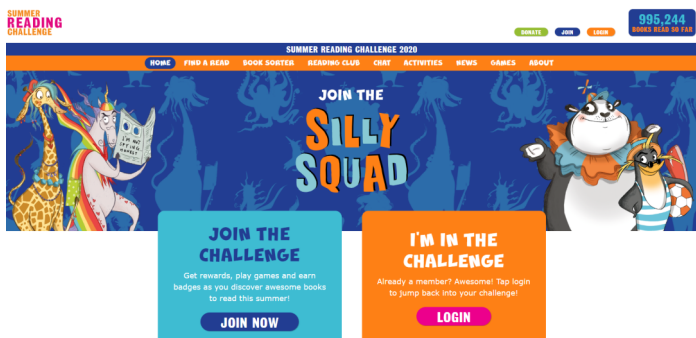 SUMMER
READING
CHALLENGE
DONATE
JOIN
LOGIN
995,244
BOOKS READ SO FAR
SUMMER READING CHALLENGE 2020
HOME FIND A READ BOOK SORTER READING CLUB CHAT ACTIVITIES NEWS GAMES ABOUT
JOIN THE
SILLY
SQUAD
I'M NOT
JOIN THE
CHALLENGE
Get rewards, play games and earn
badges as you discover awesome books
to read this summer!
JOIN NOW
I'M IN THE
CHALLENGE
Already a member? Awesome! Tap login
to jump back into your challenge!
LOGIN